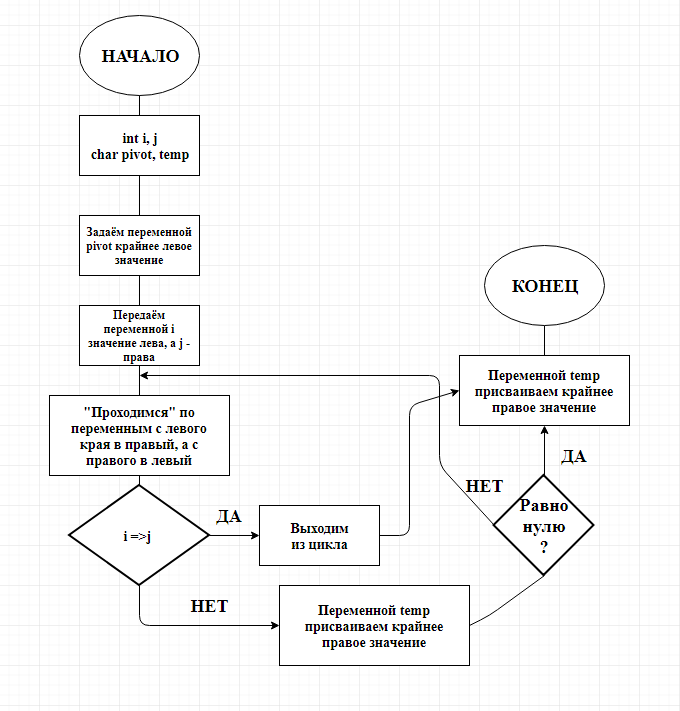 НАЧАЛО
int i, j
char pivot, temp
Задаём переменной
pivot крайнее левое
значение
Передаём
переменной i
значение лева, а j -
права
"Проходимся" по
переменным с левого
края в правый, а с
правого в левый
i =>j
ДА
Выходим
из цикла
НЕТ
Переменной temp
присваиваем крайнее
правое значение
Равно
нулю
?
НЕТ
ДА
Переменной temp
присваиваем крайнее
правое значение
КОНЕЦ